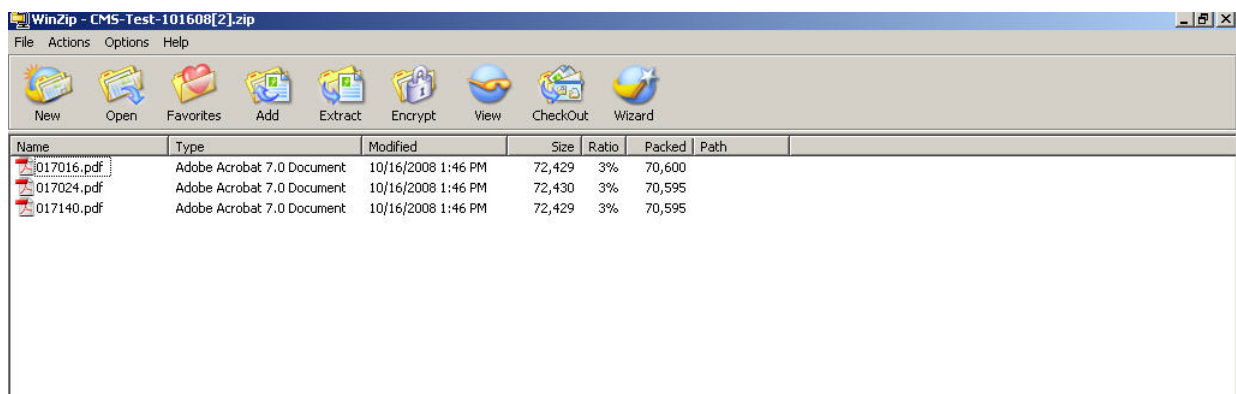 WinZip - CMS-Test-101608[2].zip
File Actions Options Help
New Open Favorites Add Extract Encrypt View CheckOut Wizard
Name Type Modified Size Ratio Packed Path
017016.pdf Adobe Acrobat 7.0 Document 10/16/2008 1:46 PM 72,429 3% 70,600
017024.pdf Adobe Acrobat 7.0 Document 10/16/2008 1:46 PM 72,430 3% 70,595
017140.pdf Adobe Acrobat 7.0 Document 10/16/2008 1:46 PM 72,429 3% 70,595